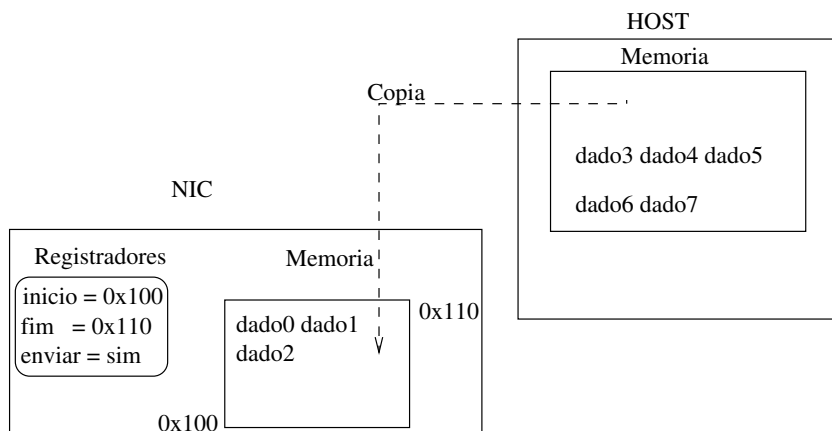 HOST
Memoria
Copia
dado3 dado4 dado5
dado6 dado7
NIC
Registradores
Memoria
inicio = 0x100
fim = 0x110
enviar = sim
dado0 dado1
dado2
0x110
0x100